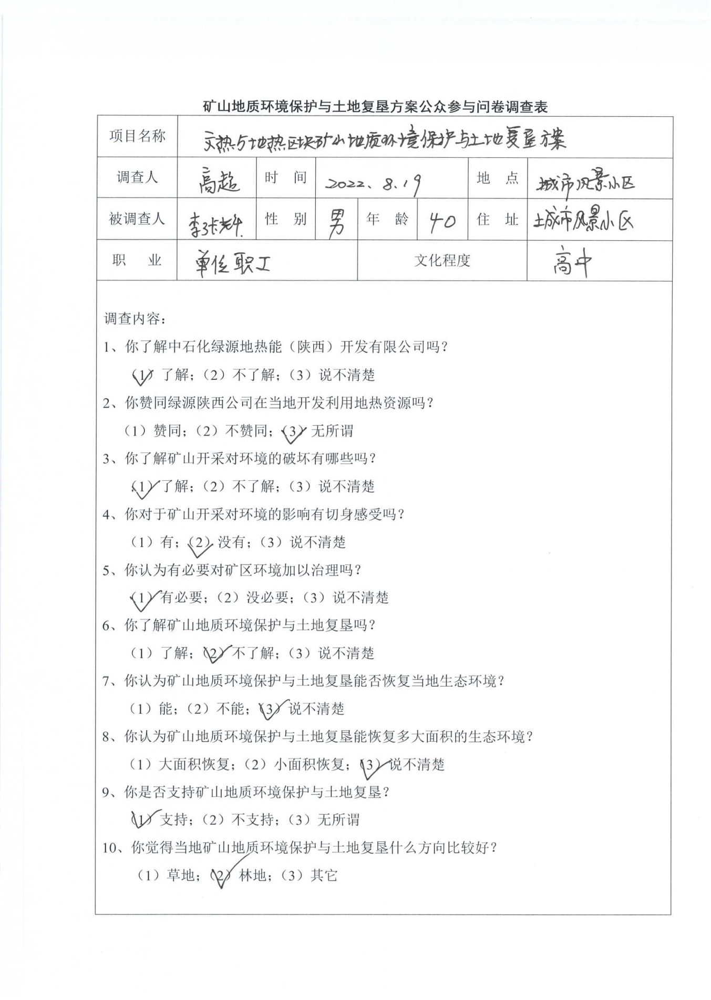 矿山地质环境保护与土地复垦方案公众参与问卷调查表
项目名称 地热区块矿山地质环境保护与土地复垦方案
调查人 高超 时 间 2022、8.19 地 点 城市风景小区
被调查人 李 性 别 男 年 龄 40 住 址 城市风景小区
职 业 单位职工 文化程度 高中
调查内容：
1、你了解中石化绿源地热能（陕西）开发有限公司吗？
（1）了解；（2）不了解；（3）说不清楚
2、你赞同绿源陕西公司在当地开发利用地热资源吗？
（1）赞同；（2）不赞同；（3）无所谓
3、你了解矿山开采对环境的破坏有哪些吗？
（1）了解；（2）不了解；（3）说不清楚
4、你对于矿山开采对环境的影响有切身感受吗？
（1）有；（2）没有；（3）说不清楚
5、你认为有必要对矿区环境加以治理吗？
（1）有必要；（2）没必要；（3）说不清楚
6、你了解矿山地质环境保护与土地复垦吗？
（1）了解；（2）不了解；（3）说不清楚
7、你认为矿山地质环境保护与土地复垦能否恢复当地生态环境？
（1）能；（2）不能；（3）说不清楚
8、你认为矿山地质环境保护与土地复垦能恢复多大面积的生态环境？
（1）大面积恢复；（2）小面积恢复；（3）说不清楚
9、你是否支持矿山地质环境保护与土地复垦？
（1）支持；（2）不支持；（3）无所谓
10、你觉得当地矿山地质环境保护与土地复垦什么方向比较好？
（1）草地；（2）林地；（3）其它